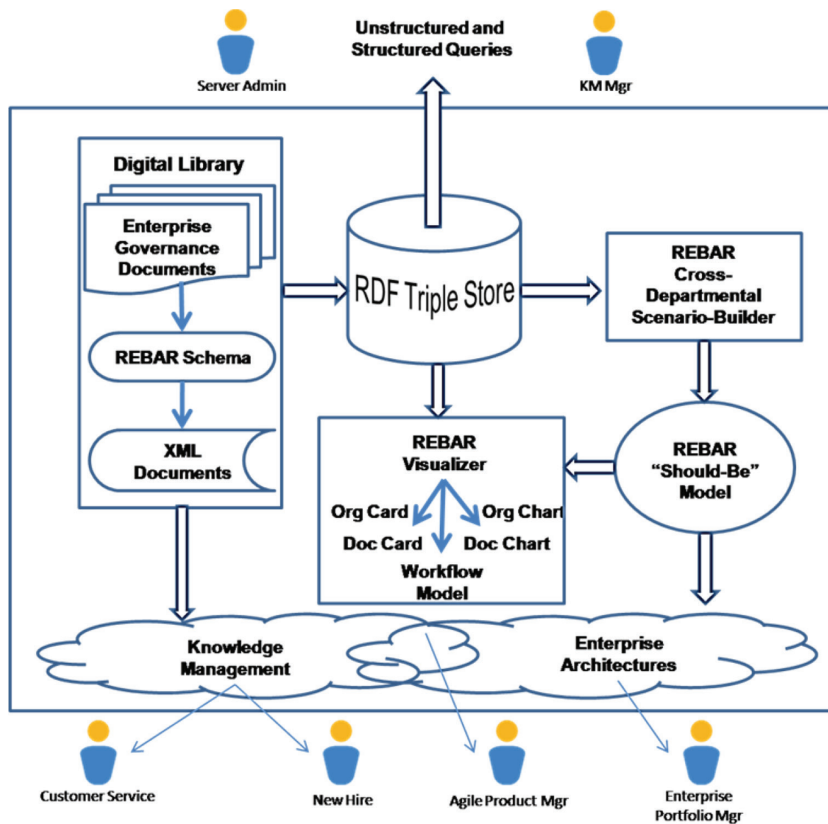 Unstructured and
Structured Queries
Server Admin
KM Mgr
Digital Library
Enterprise
Governance
Documents
REBAR Schema
XML
Documents
RDF Triple Store
REBAR
Cross-
Departmental
Scenario-Builder
REBAR
Visualizer
Org Card
Org Chart
Doc Card
Doc Chart
Workflow
Model
REBAR
“Should-Be”
Model
Knowledge
Management
Enterprise
Architectures
Customer Service
New Hire
Agile Product Mgr
Enterprise
Portfolio Mgr